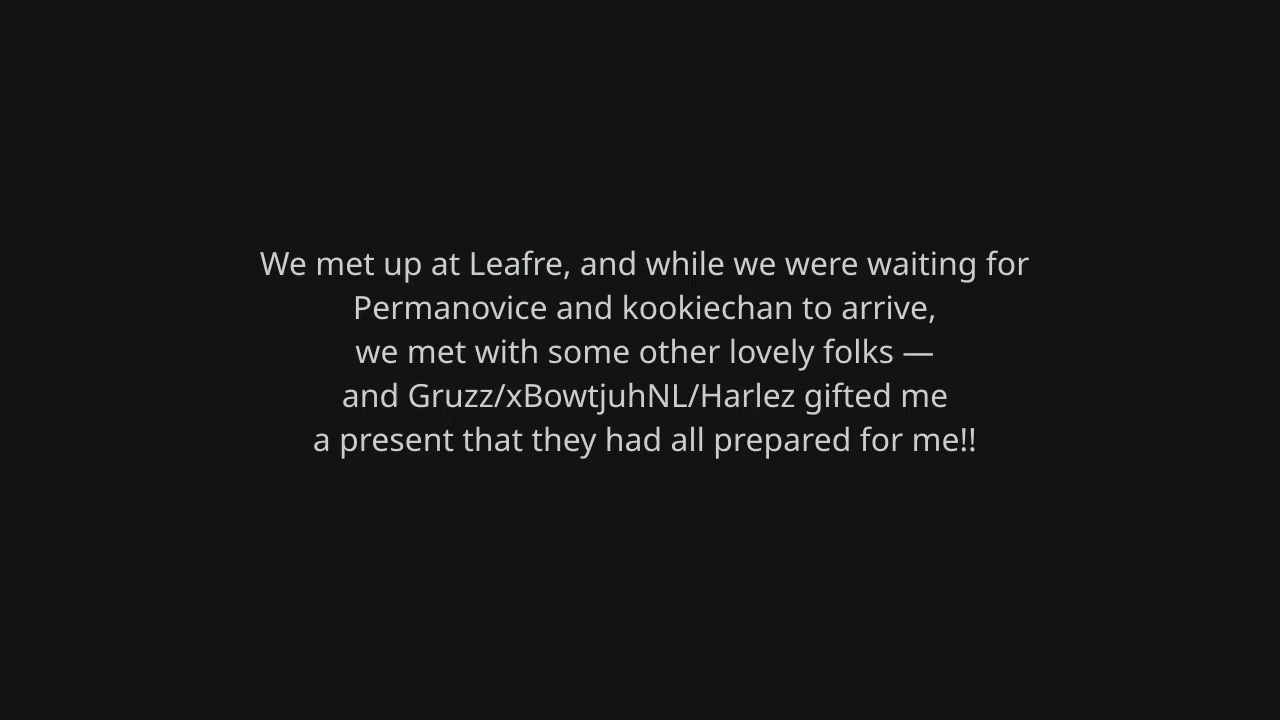 We met up at Leafre, and while we were waiting for
Permanovice and kookiechan to arrive,
we met with some other lovely folks —
and Gruzz/xBowtjuhNL/Harlez gifted me
a present that they had all prepared for me!!